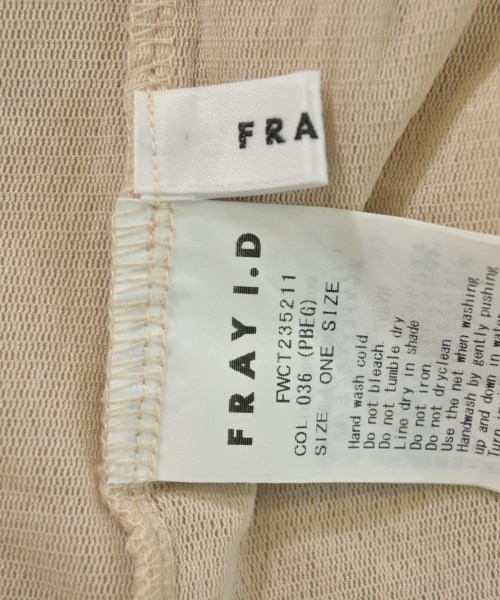 FRA
FRAY I.D
FWCT235211
COL 036 (PBEG)
SIZE ONE SIZE
Hand wash cold
Do not bleach
Do not tumble dry
Line dry in shade
Do not iron
Do not dryclean
Use the net when washing
Handwash by gently pushing
up and down in
Turn